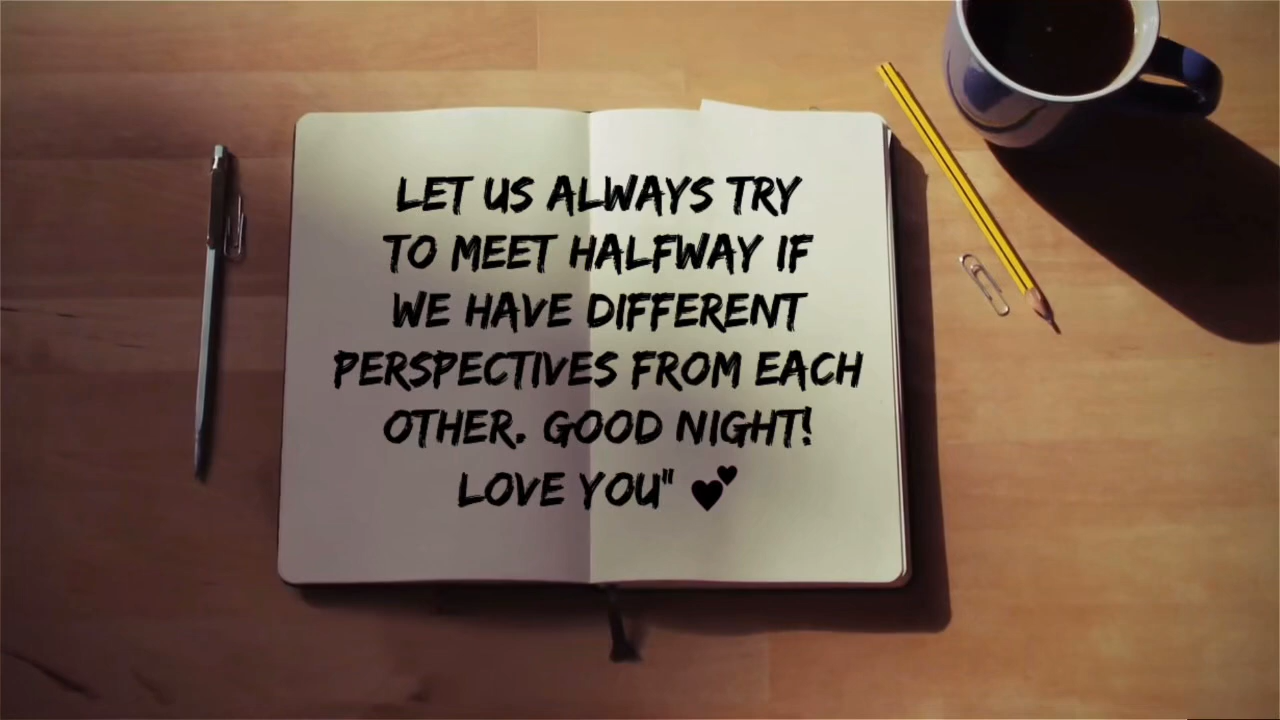 LET US ALWAYS TRY
TO MEET HALFWAY IF
WE HAVE DIFFERENT
PERSPECTIVES FROM EACH
OTHER. GOOD NIGHT!
LOVE YOU" 💕